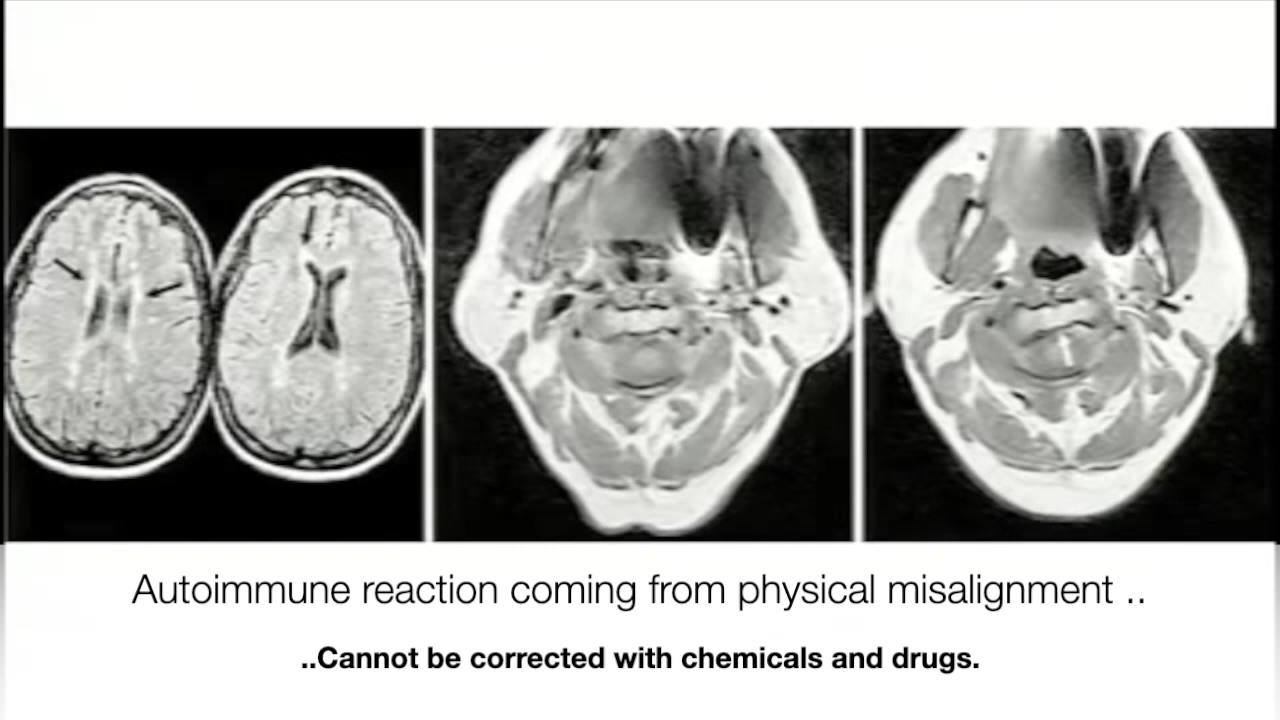 Autoimmune reaction coming from physical misalignment ..
..Cannot be corrected with chemicals and drugs.